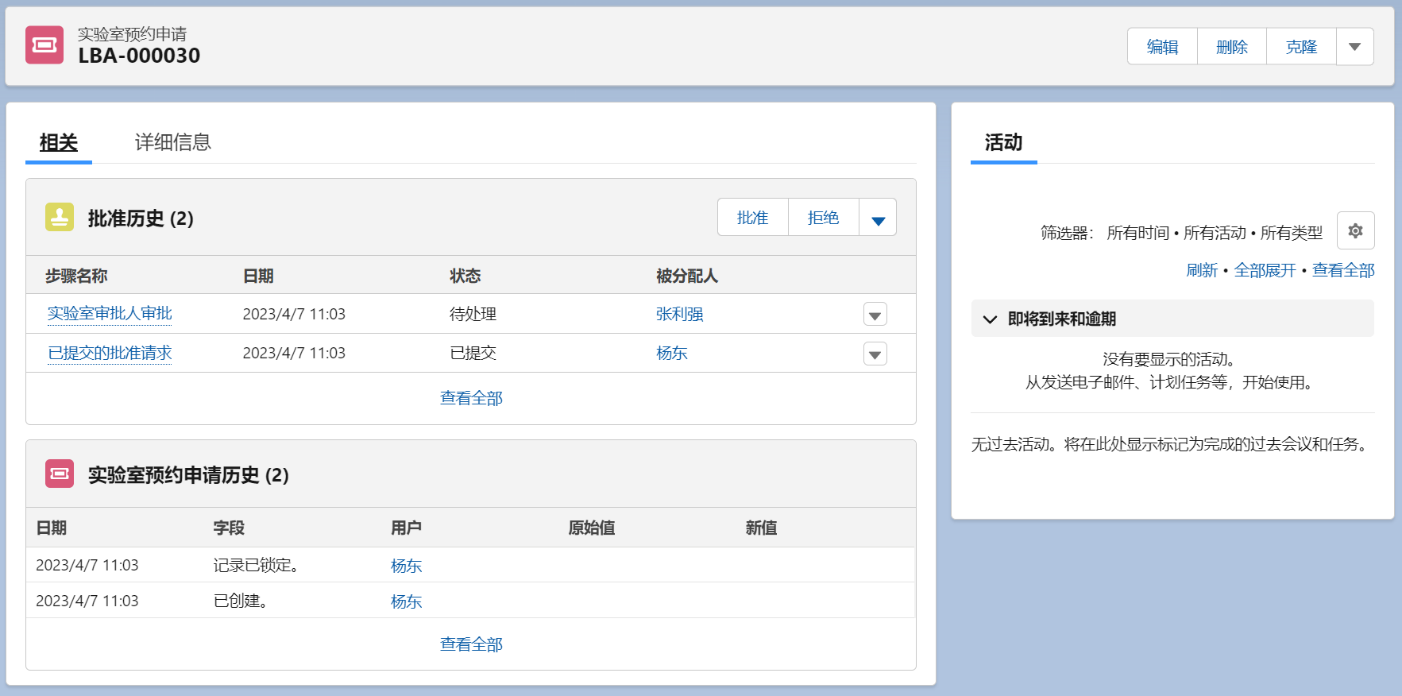 实验室预约申请
LBA-000030
编辑 删除 克隆
相关 详细信息
批准历史 (2)
批准 拒绝
步骤名称 日期 状态 被分配人
实验室审批人审批 2023/4/7 11:03 待处理 张利强
已提交的批准请求 2023/4/7 11:03 已提交 杨东
查看全部
实验室预约申请历史 (2)
日期 字段 用户 原始值 新值
2023/4/7 11:03 记录已锁定。 杨东
2023/4/7 11:03 已创建。 杨东
查看全部
活动
筛选器： 所有时间 • 所有活动 • 所有类型
刷新 • 全部展开 • 查看全部
即将到来和逾期
没有要显示的活动。
从发送电子邮件、计划任务等，开始使用。
无过去活动。将在此处显示标记为完成的过去会议和任务。